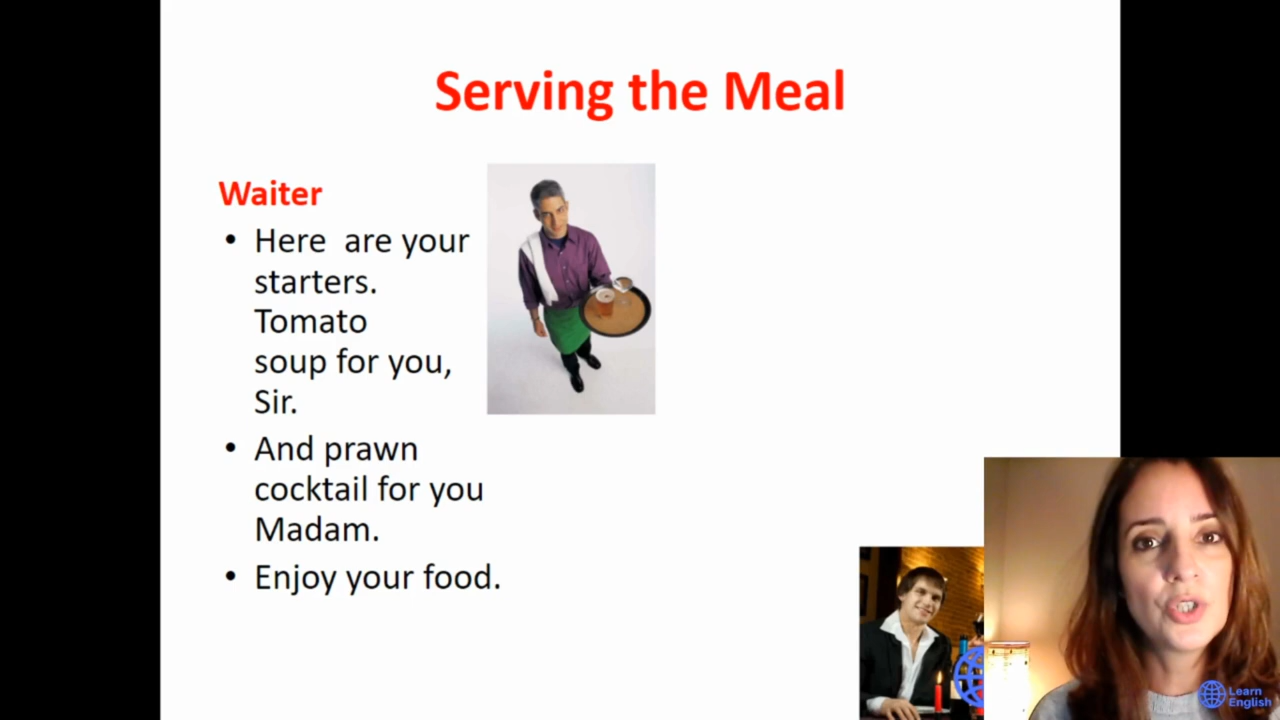 Serving the Meal
Waiter
• Here  are your
starters.
Tomato
soup for you,
Sir.
• And prawn
cocktail for you
Madam.
• Enjoy your food.
Learn
English